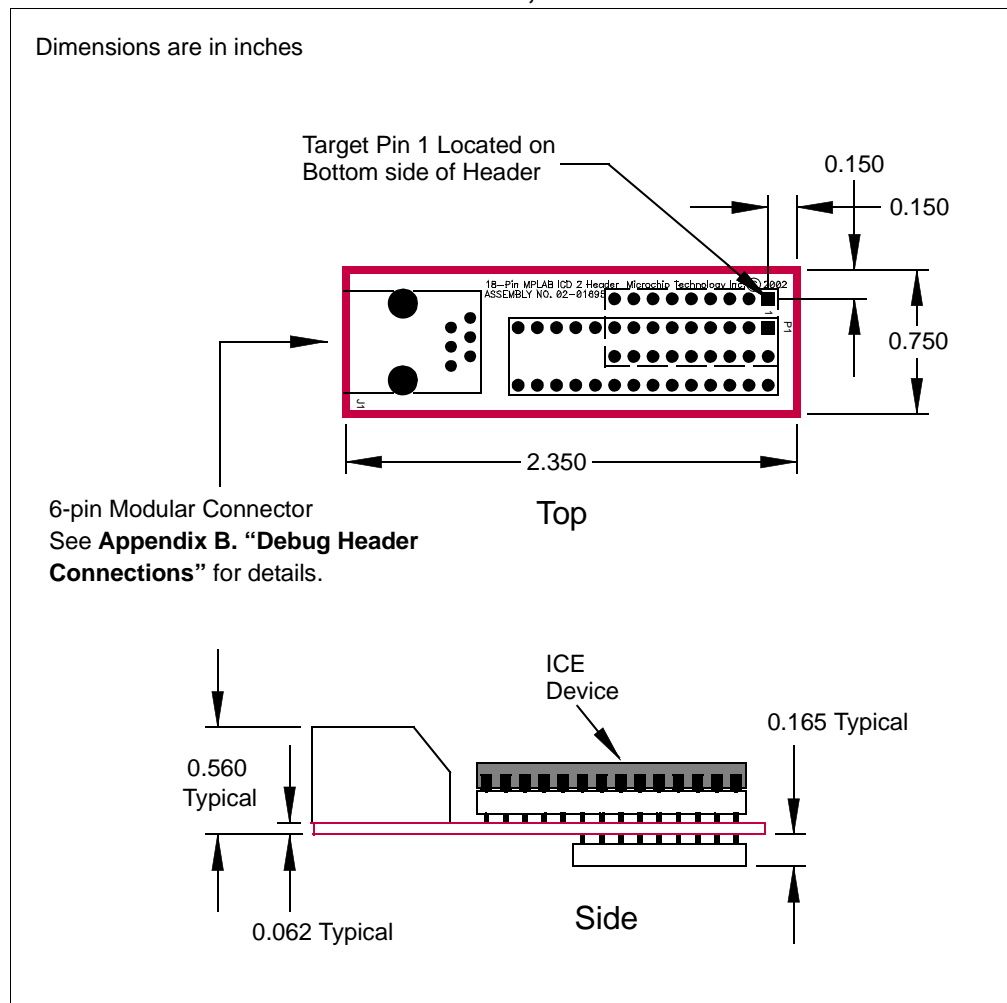 Dimensions are in inches
Target Pin 1 Located on
Bottom side of Header
0.150
0.150
18-Pin MPLAB ICD 2 Header Microchip Technology Inc © 2002
ASSEMBLY NO. 02-01695
1
P1
0.750
J1
2.350
6-pin Modular Connector
See Appendix B. “Debug Header
Connections” for details.
Top
ICE
Device
0.165 Typical
0.560
Typical
0.062 Typical
Side